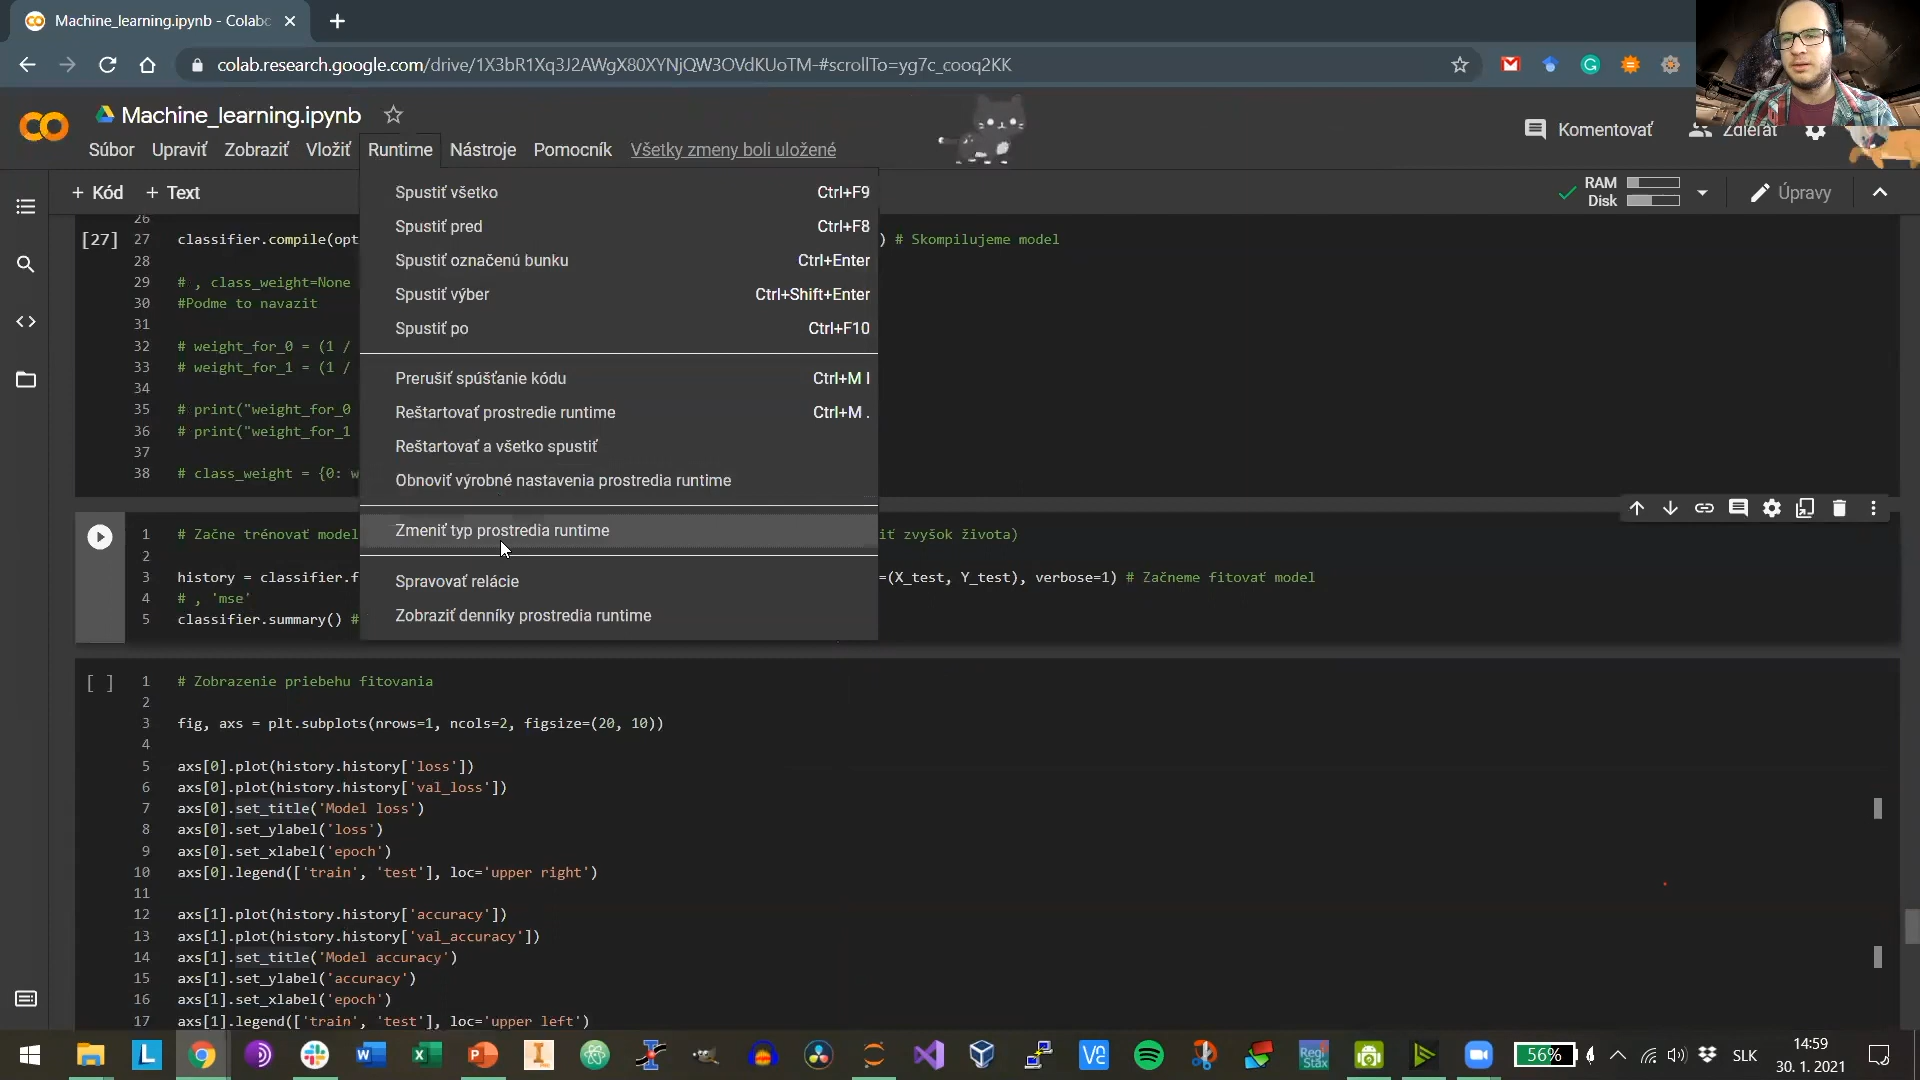 Machine_learning.ipynb - Colabc
colab.research.google.com/drive/1X3bR1Xq3J2AWgX80XYNjQW3OVdKUoTM-#scrollTo=yg7c_cooq2KK
Machine_learning.ipynb
Komentovať
Zdieľať
Súbor Upraviť Zobraziť Vložiť Runtime Nástroje Pomocník Všetky zmeny boli uložené
+ Kód + Text
RAM
Disk
Úpravy
Spustiť všetko Ctrl+F9
Spustiť pred Ctrl+F8
Spustiť označenú bunku Ctrl+Enter
Spustiť výber Ctrl+Shift+Enter
Spustiť po Ctrl+F10
Prerušiť spúšťanie kódu Ctrl+M I
Reštartovať prostredie runtime Ctrl+M .
Reštartovať a všetko spustiť
Obnoviť výrobné nastavenia prostredia runtime
Zmeniť typ prostredia runtime
Spravovať relácie
Zobraziť denníky prostredia runtime
26
[27] 27 classifier.compile(opt ) # Skompilujeme model
28
29 # , class_weight=None
30 #Podme to navazit
31
32 # weight_for_0 = (1 /
33 # weight_for_1 = (1 /
34
35 # print("weight_for_0
36 # print("weight_for_1
37
38 # class_weight = {0: w
1 # Začne trénovať model iť zvyšok života)
2
3 history = classifier.f =(X_test, Y_test), verbose=1) # Začneme fitovať model
4 # , 'mse'
5 classifier.summary() #
[ ] 1 # Zobrazenie priebehu fitovania
2
3 fig, axs = plt.subplots(nrows=1, ncols=2, figsize=(20, 10))
4
5 axs[0].plot(history.history['loss'])
6 axs[0].plot(history.history['val_loss'])
7 axs[0].set_title('Model loss')
8 axs[0].set_ylabel('loss')
9 axs[0].set_xlabel('epoch')
10 axs[0].legend(['train', 'test'], loc='upper right')
11
12 axs[1].plot(history.history['accuracy'])
13 axs[1].plot(history.history['val_accuracy'])
14 axs[1].set_title('Model accuracy')
15 axs[1].set_ylabel('accuracy')
16 axs[1].set_xlabel('epoch')
17 axs[1].legend(['train', 'test'], loc='upper left')
56%
SLK
14:59
30. 1. 2021